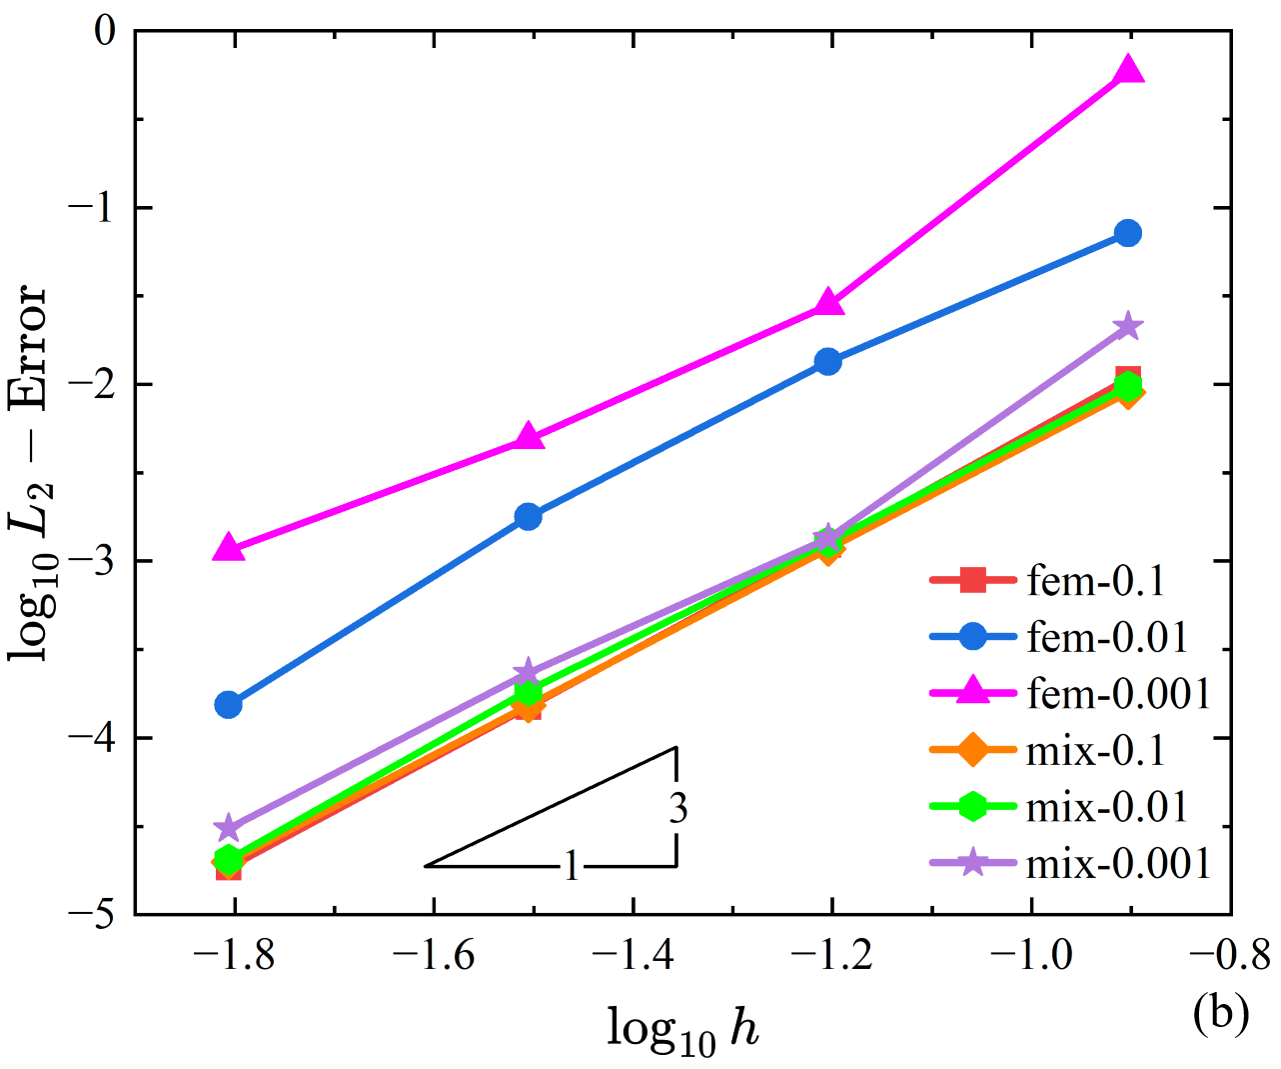 0
−1
−2
−3
−4
−5
log₁₀ L₂ − Error
fem-0.1
fem-0.01
fem-0.001
mix-0.1
mix-0.01
mix-0.001
3
1
−1.8 −1.6 −1.4 −1.2 −1.0 −0.8
log₁₀ h
(b)